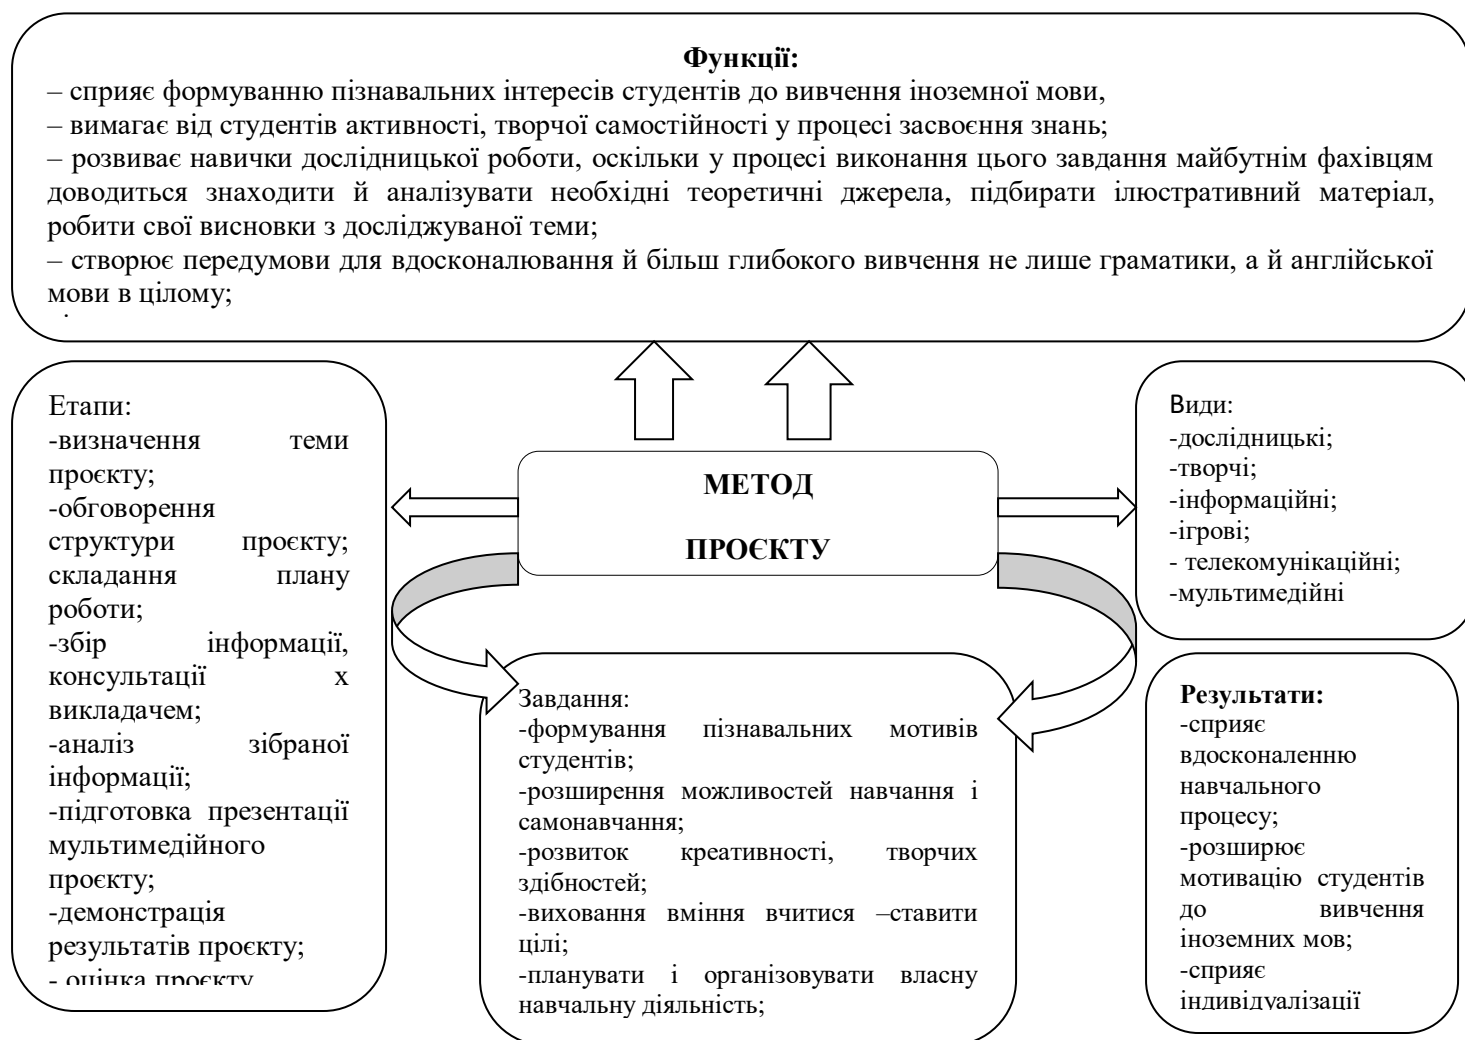 Функції:
– сприяє формуванню пізнавальних інтересів студентів до вивчення іноземної мови,
– вимагає від студентів активності, творчої самостійності у процесі засвоєння знань;
– розвиває навички дослідницької роботи, оскільки у процесі виконання цього завдання майбутнім фахівцям
доводиться знаходити й аналізувати необхідні теоретичні джерела, підбирати ілюстративний матеріал,
робити свої висновки з досліджуваної теми;
– створює передумови для вдосконалювання й більш глибокого вивчення не лише граматики, а й англійської
мови в цілому;
Етапи:
-визначення теми
проєкту;
-обговорення
структури проєкту;
складання плану
роботи;
-збір інформації,
консультації х
викладачем;
-аналіз зібраної
інформації;
-підготовка презентації
мультимедійного
проєкту;
-демонстрація
результатів проєкту;
- оцінка проєкту
МЕТОД
ПРОЄКТУ
Види:
-дослідницькі;
-творчі;
-інформаційні;
-ігрові;
- телекомунікаційні;
-мультимедійні
Завдання:
-формування пізнавальних мотивів
студентів;
-розширення можливостей навчання і
самонавчання;
-розвиток креативності, творчих
здібностей;
-виховання вміння вчитися –ставити
цілі;
-планувати і організовувати власну
навчальну діяльність;
Результати:
-сприяє
вдосконаленню
навчального
процесу;
-розширює
мотивацію студентів
до вивчення
іноземних мов;
-сприяє
індивідуалізації